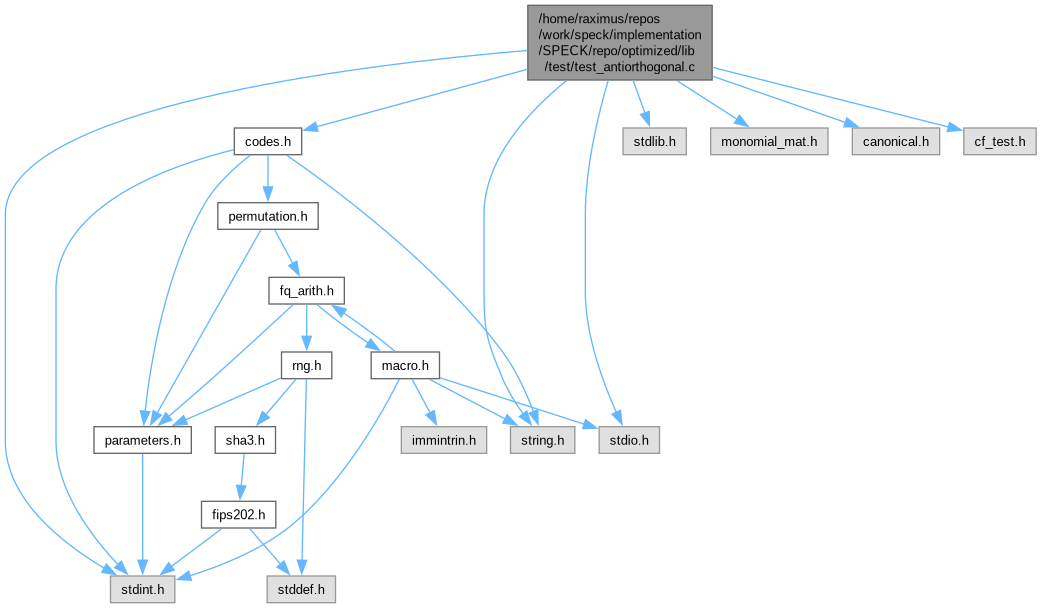 /home/raximus/repos
/work/speck/implementation
/SPECK/repo/optimized/lib
/test/test_antiorthogonal.c
codes.h
stdlib.h
monomial_mat.h
canonical.h
cf_test.h
permutation.h
fq_arith.h
rng.h
macro.h
parameters.h
sha3.h
immintrin.h
string.h
stdio.h
fips202.h
stdint.h
stddef.h